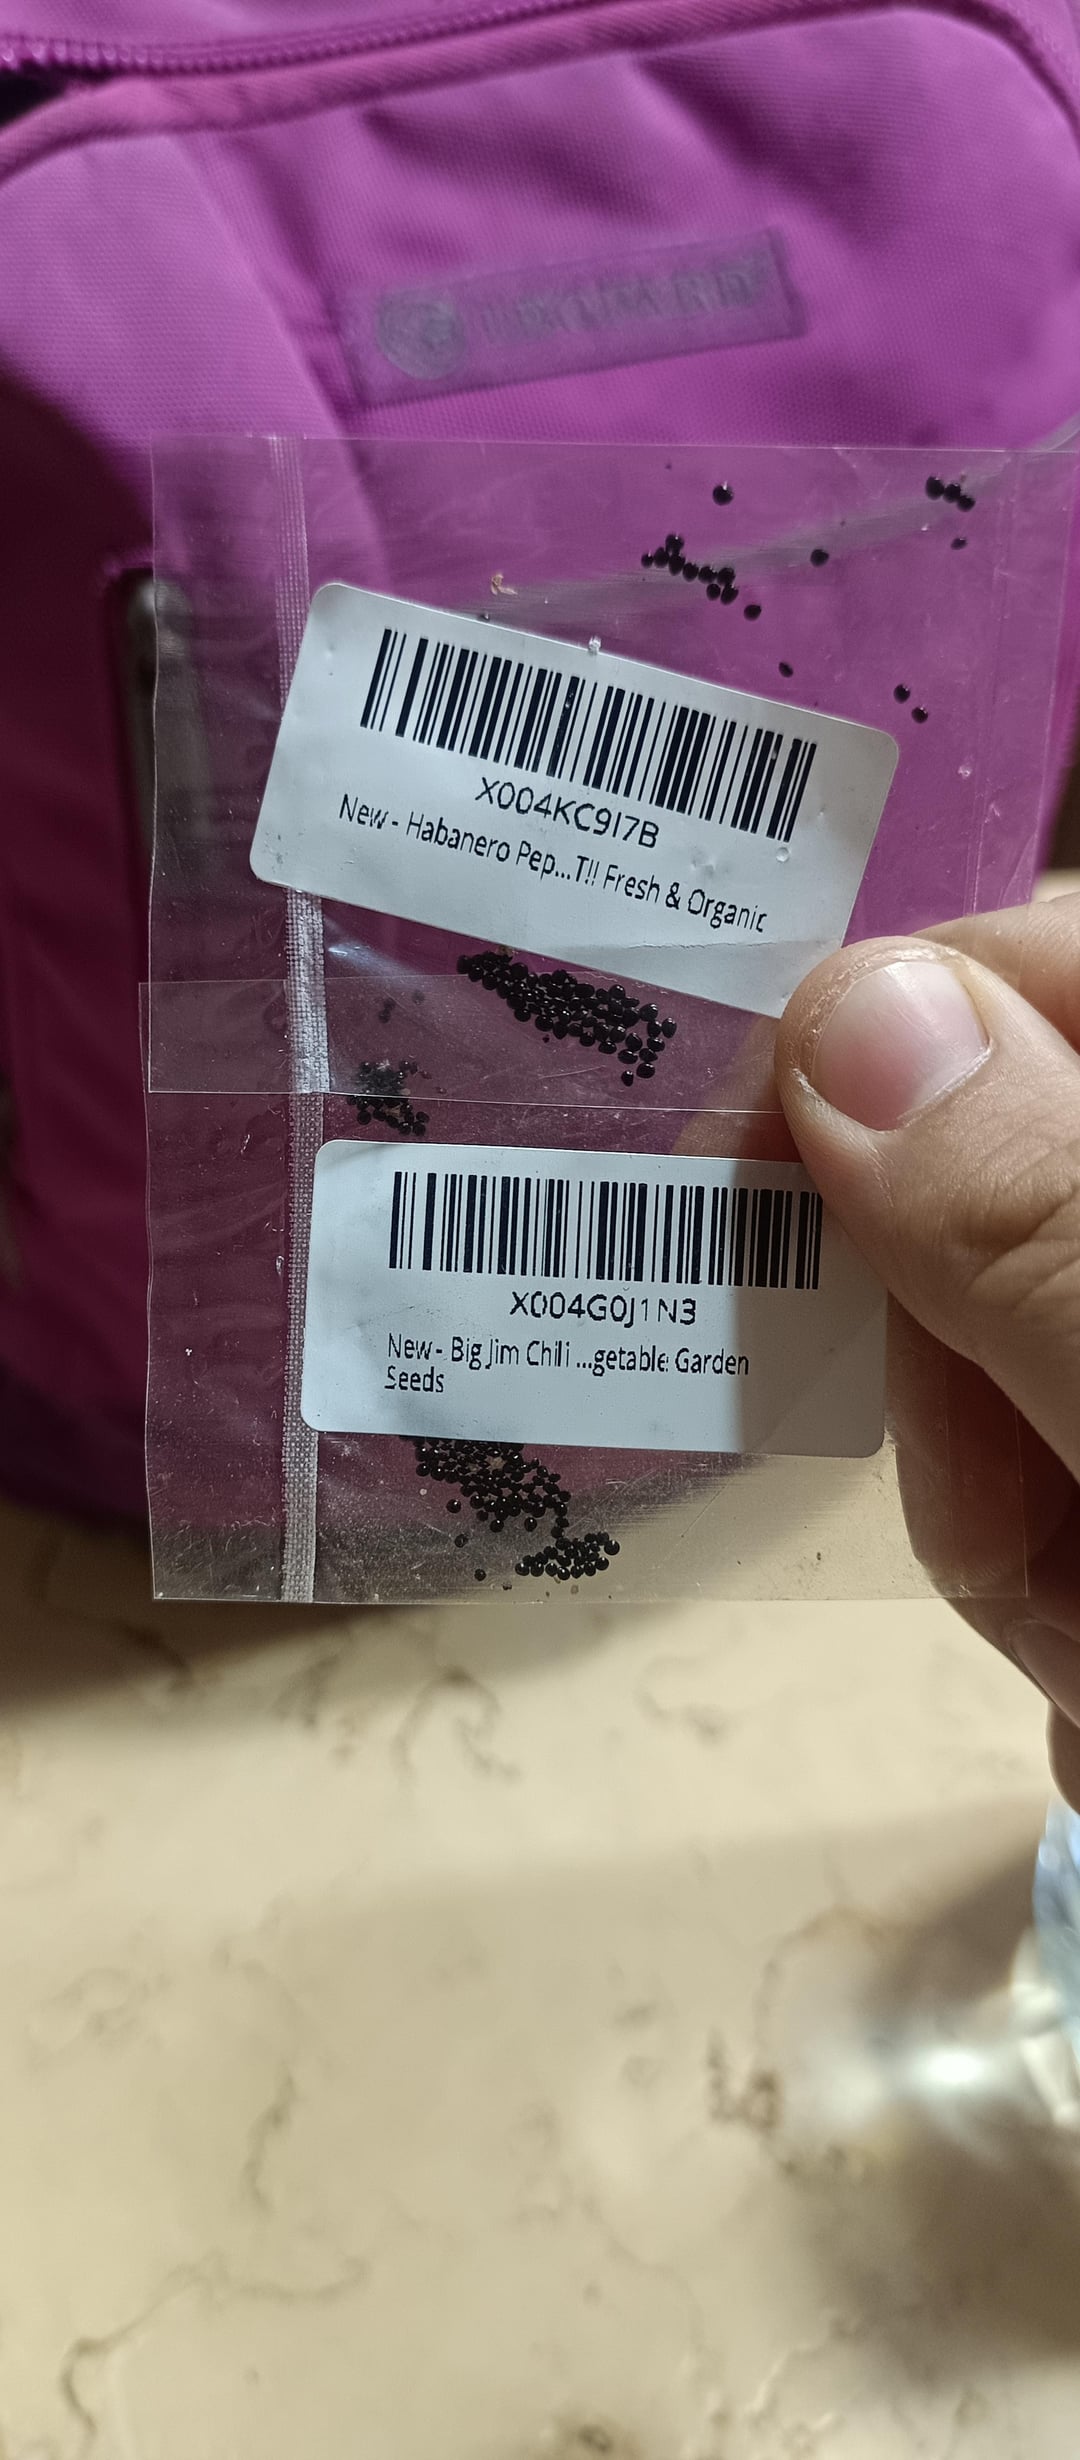 X004KC9I7B
New - Habanero Pep...T!! Fresh & Organic
X004G0J1N3
New - Big Jim Chili ...getable Garden
Seeds